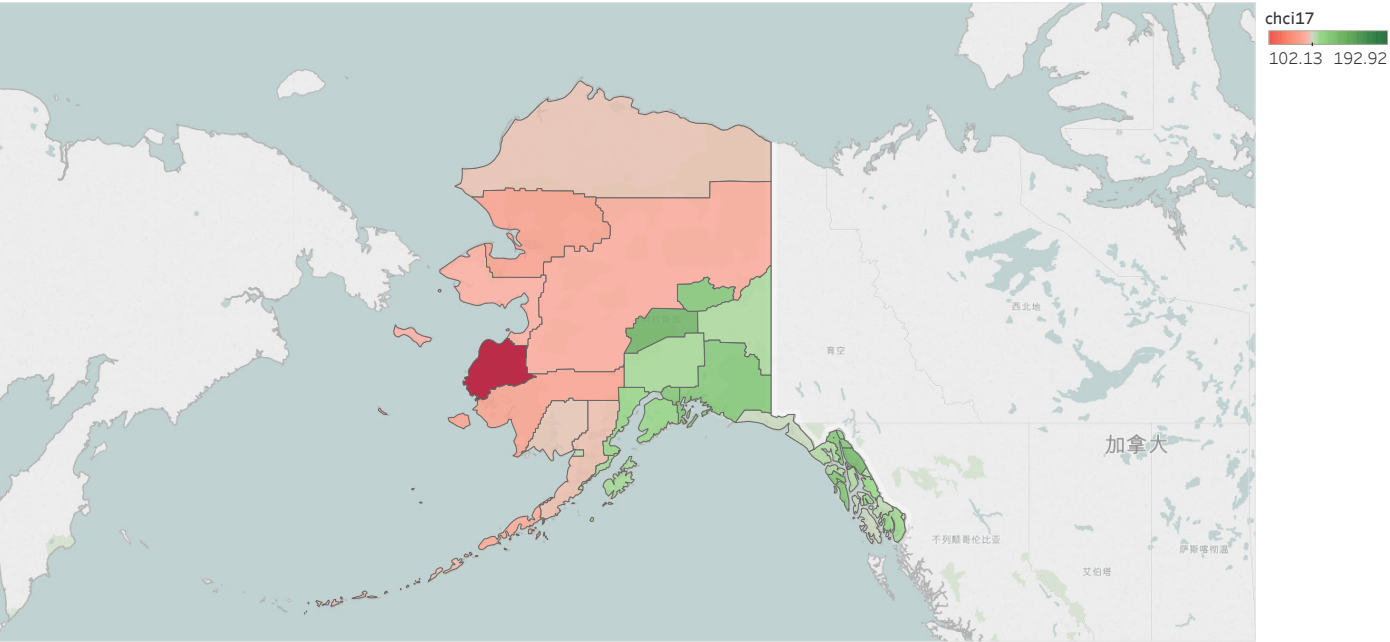 chci17
102.13 192.92
西北地
育空
加拿大
不列颠哥伦比亚
萨斯喀彻温
艾伯塔